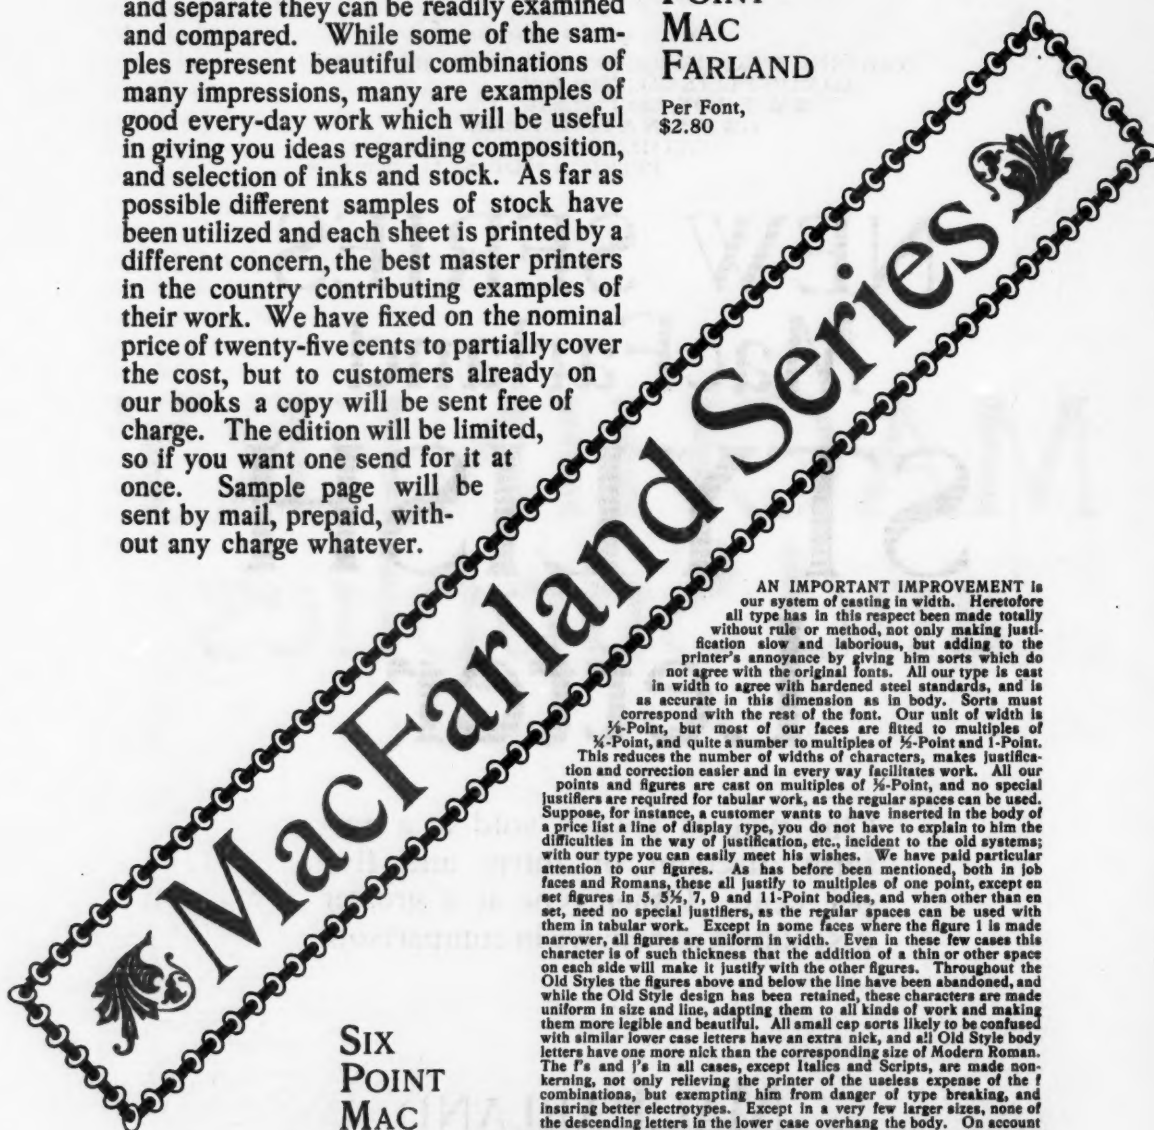 and separate they can be readily examined
and compared. While some of the sam-
ples represent beautiful combinations of
many impressions, many are examples of
good every-day work which will be useful
in giving you ideas regarding composition,
and selection of inks and stock. As far as
possible different samples of stock have
been utilized and each sheet is printed by a
different concern, the best master printers
in the country contributing examples of
their work. We have fixed on the nominal
price of twenty-five cents to partially cover
the cost, but to customers already on
our books a copy will be sent free of
charge. The edition will be limited,
so if you want one send for it at
once. Sample page will be
sent by mail, prepaid, with-
out any charge whatever.
POINT
MAC
FARLAND
Per Font,
$2.80
MacFarland Series
AN IMPORTANT IMPROVEMENT is
our system of casting in width. Heretofore
all type has in this respect been made totally
without rule or method, not only making justi-
fication slow and laborious, but adding to the
printer's annoyance by giving him sorts which do
not agree with the original fonts. All our type is cast
in width to agree with hardened steel standards, and is
as accurate in this dimension as in body. Sorts must
correspond with the rest of the font. Our unit of width is
⅛-Point, but most of our faces are fitted to multiples of
¼-Point, and quite a number to multiples of ½-Point and 1-Point.
This reduces the number of widths of characters, makes justifica-
tion and correction easier and in every way facilitates work. All our
points and figures are cast on multiples of ½-Point, and no special
justifiers are required for tabular work, as the regular spaces can be used.
Suppose, for instance, a customer wants to have inserted in the body of
a price list a line of display type, you do not have to explain to him the
difficulties in the way of justification, etc., incident to the old systems;
with our type you can easily meet his wishes. We have paid particular
attention to our figures. As has before been mentioned, both in job
faces and Romans, these all justify to multiples of one point, except en
set figures in 5, 5½, 7, 9 and 11-Point bodies, and when other than en
set, need no special justifiers, as the regular spaces can be used with
them in tabular work. Except in some faces where the figure 1 is made
narrower, all figures are uniform in width. Even in these few cases this
character is of such thickness that the addition of a thin or other space
on each side will make it justify with the other figures. Throughout the
Old Styles the figures above and below the line have been abandoned, and
while the Old Style design has been retained, these characters are made
uniform in size and line, adapting them to all kinds of work and making
them more legible and beautiful. All small cap sorts likely to be confused
with similar lower case letters have an extra nick, and all Old Style body
letters have one more nick than the corresponding size of Modern Roman.
The f's and j's in all cases, except Italics and Scripts, are made non-
kerning, not only relieving the printer of the useless expense of the f
combinations, but exempting him from danger of type breaking, and
insuring better electrotypes. Except in a very few larger sizes, none of
the descending letters in the lower case overhang the body. On account
SIX
POINT
MAC